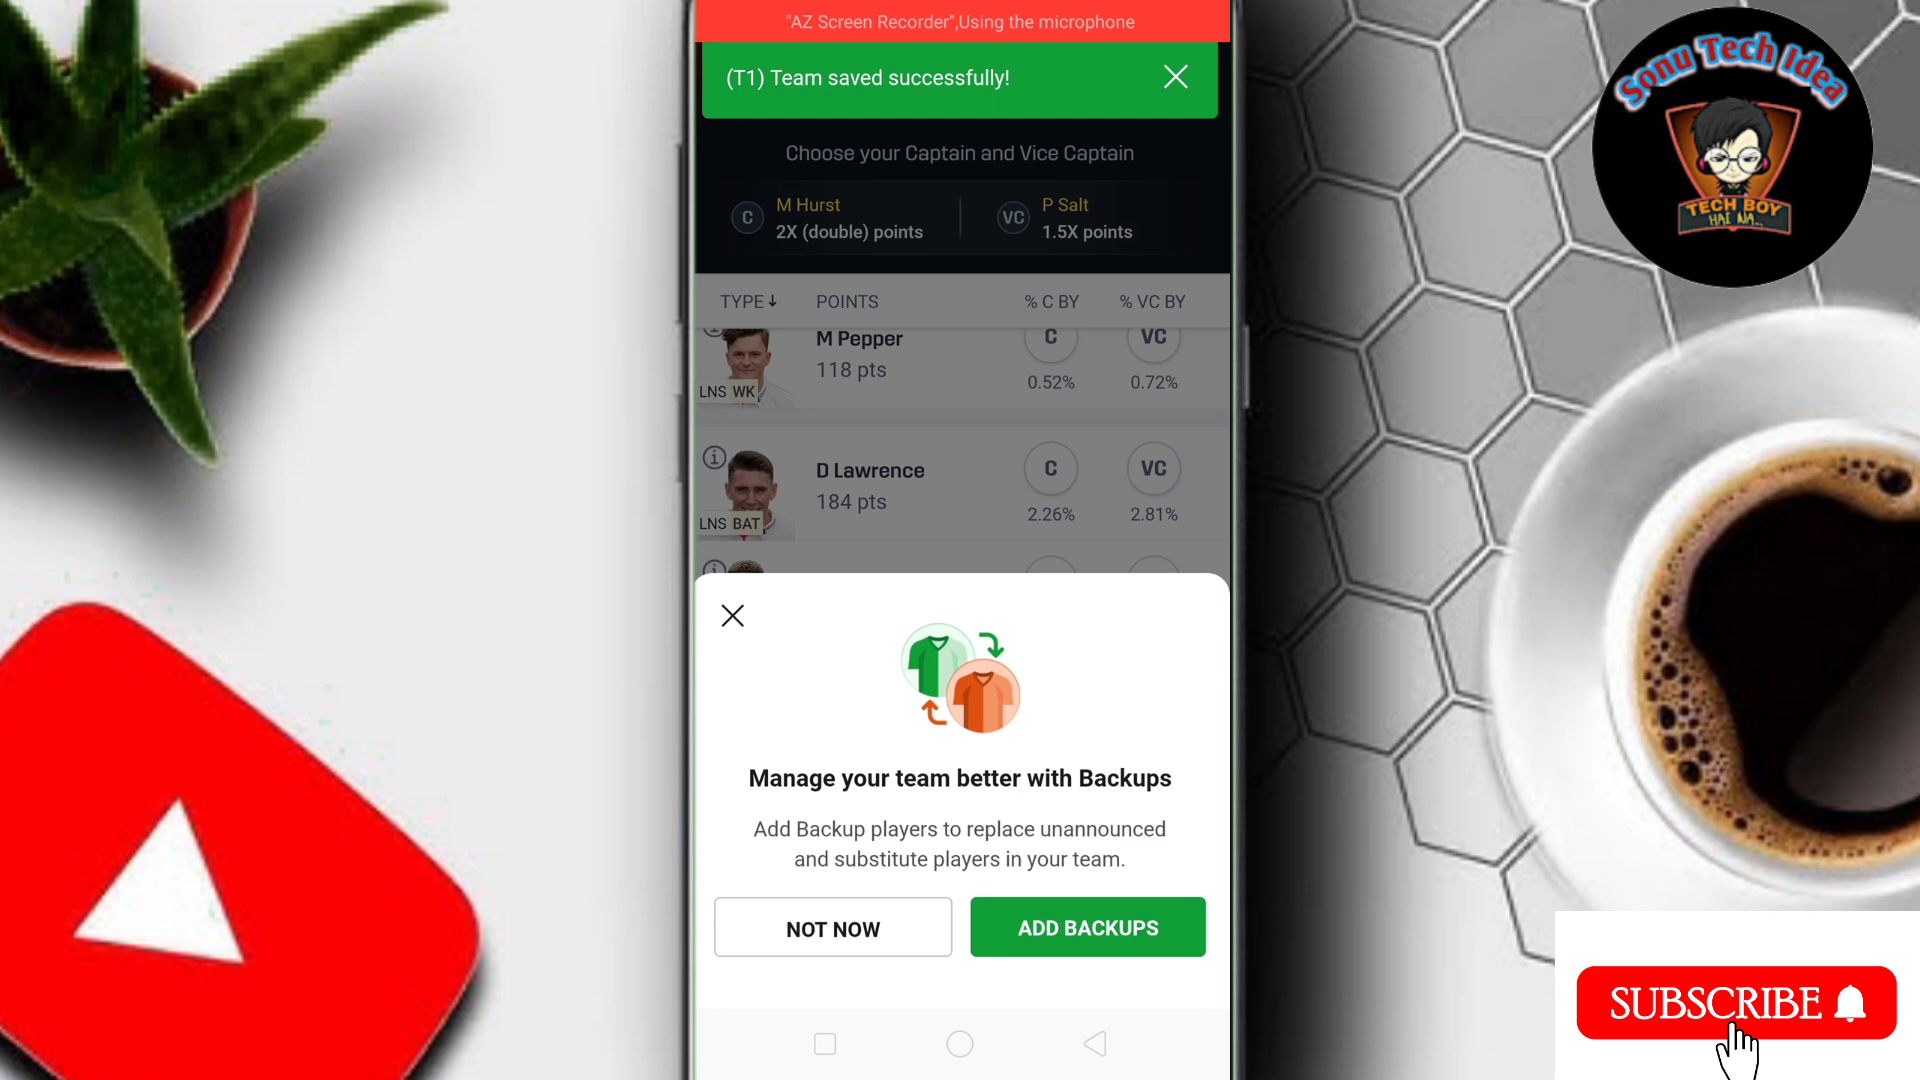 "AZ Screen Recorder",Using the microphone
(T1) Team saved successfully!
Choose your Captain and Vice Captain
C
M Hurst
2X (double) points
VC
P Salt
1.5X points
TYPE↓ POINTS % C BY % VC BY
M Pepper
118 pts
C
VC
LNS WK
0.52% 0.72%
D Lawrence
184 pts
C
VC
LNS BAT
2.26% 2.81%
Manage your team better with Backups
Add Backup players to replace unannounced
and substitute players in your team.
NOT NOW
ADD BACKUPS
Sonu Tech Idea
TECH BOY
HAI NA..
SUBSCRIBE